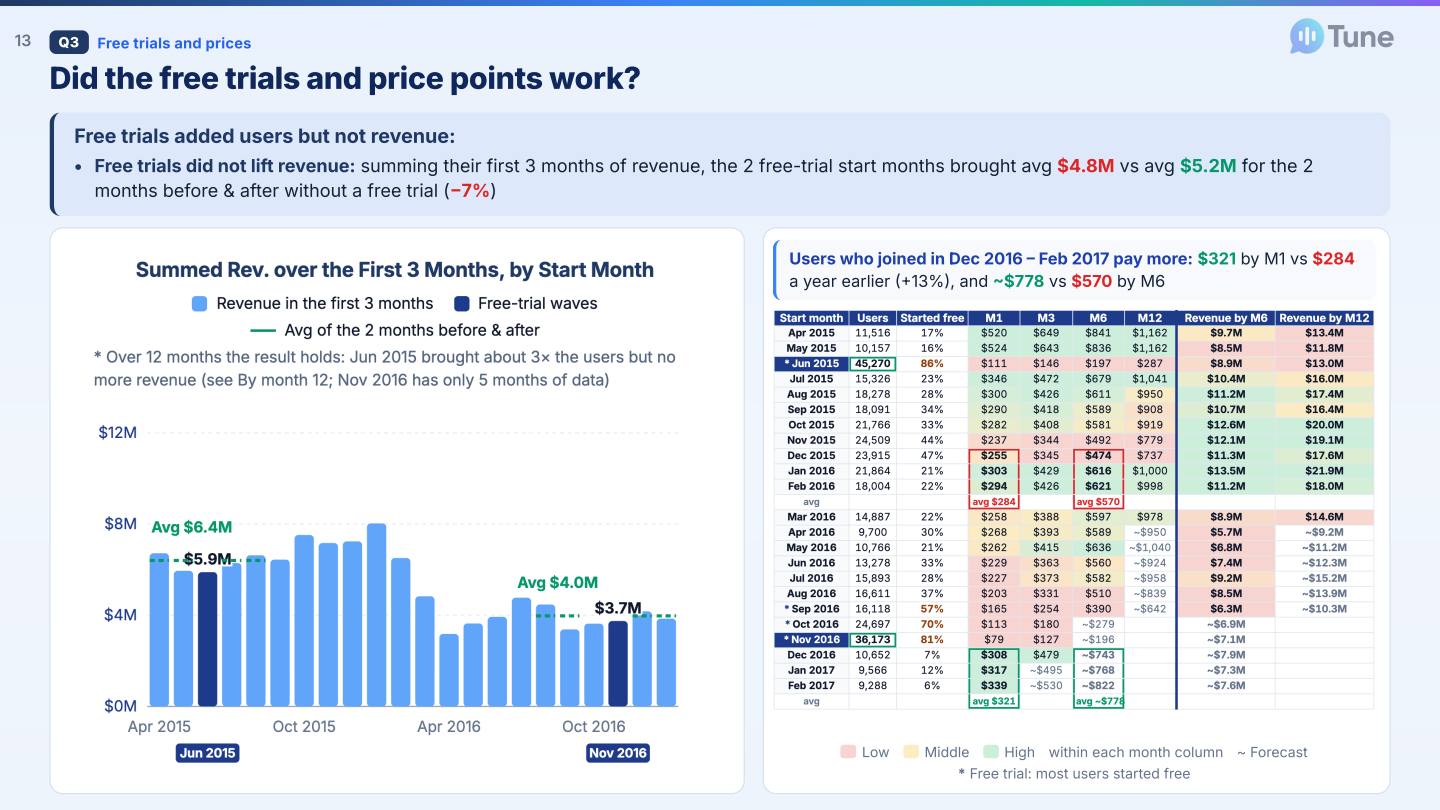 13
Q3
Free trials and prices
Tune
Did the free trials and price points work?
Free trials added users but not revenue:
• Free trials did not lift revenue: summing their first 3 months of revenue, the 2 free-trial start months brought avg $4.8M vs avg $5.2M for the 2
months before & after without a free trial (−7%)
Summed Rev. over the First 3 Months, by Start Month
Revenue in the first 3 months Free-trial waves
Avg of the 2 months before & after
* Over 12 months the result holds: Jun 2015 brought about 3× the users but no
more revenue (see By month 12; Nov 2016 has only 5 months of data)
$12M
$8M
$4M
$0M
Avg $6.4M
$5.9M
Avg $4.0M
$3.7M
Apr 2015 Oct 2015 Apr 2016 Oct 2016
Jun 2015 Nov 2016
Users who joined in Dec 2016 – Feb 2017 pay more: $321 by M1 vs $284
a year earlier (+13%), and ~$778 vs $570 by M6
Start month Users Started free M1 M3 M6 M12 Revenue by M6 Revenue by M12
Apr 2015 11,516 17% $520 $649 $841 $1,162 $9.7M $13.4M
May 2015 10,157 16% $524 $643 $836 $1,162 $8.5M $11.8M
* Jun 2015 45,270 86% $111 $146 $197 $287 $8.9M $13.0M
Jul 2015 15,326 23% $346 $472 $679 $1,041 $10.4M $16.0M
Aug 2015 18,278 28% $300 $426 $611 $950 $11.2M $17.4M
Sep 2015 18,091 34% $290 $418 $589 $908 $10.7M $16.4M
Oct 2015 21,766 33% $282 $408 $581 $919 $12.6M $20.0M
Nov 2015 24,509 44% $237 $344 $492 $779 $12.1M $19.1M
Dec 2015 23,915 47% $255 $345 $474 $737 $11.3M $17.6M
Jan 2016 21,864 21% $303 $429 $616 $1,000 $13.5M $21.9M
Feb 2016 18,004 22% $294 $426 $621 $998 $11.2M $18.0M
avg avg $284 avg $570
Mar 2016 14,887 22% $258 $388 $597 $978 $8.9M $14.6M
Apr 2016 9,700 30% $268 $393 $589 ~$950 $5.7M ~$9.2M
May 2016 10,766 21% $262 $415 $636 ~$1,040 $6.8M ~$11.2M
Jun 2016 13,278 33% $229 $363 $560 ~$924 $7.4M ~$12.3M
Jul 2016 15,893 28% $227 $373 $582 ~$958 $9.2M ~$15.2M
Aug 2016 16,611 37% $203 $331 $510 ~$839 $8.5M ~$13.9M
* Sep 2016 16,118 57% $165 $254 $390 ~$642 $6.3M ~$10.3M
* Oct 2016 24,697 70% $113 $180 ~$279 ~$6.9M
* Nov 2016 36,173 81% $79 $127 ~$196 ~$7.1M
Dec 2016 10,652 7% $308 $479 ~$743 ~$7.9M
Jan 2017 9,566 12% $317 ~$495 ~$768 ~$7.3M
Feb 2017 9,288 6% $339 ~$530 ~$822 ~$7.6M
avg avg $321 avg ~$778
Low Middle High within each month column ~ Forecast
* Free trial: most users started free